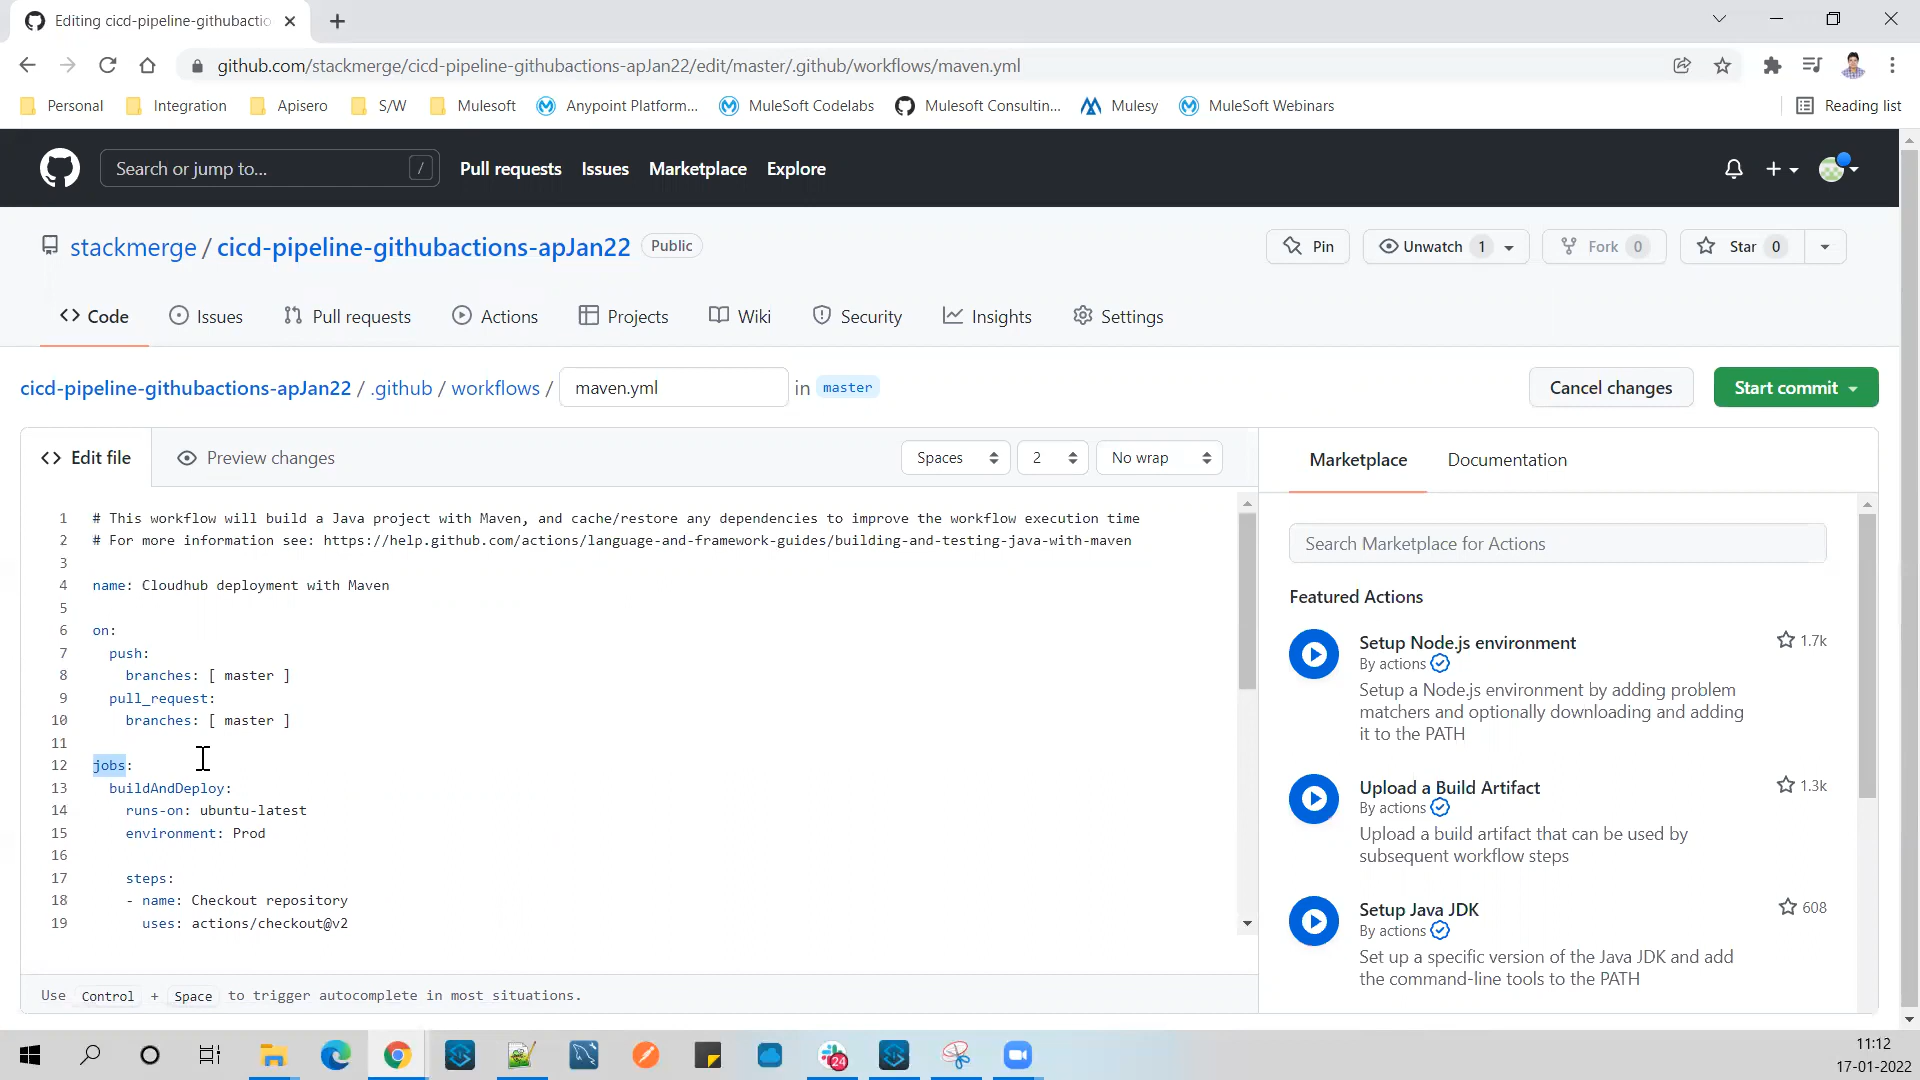 Editing cicd-pipeline-githubactio
github.com/stackmerge/cicd-pipeline-githubactions-apJan22/edit/master/.github/workflows/maven.yml
Personal Integration Apisero S/W Mulesoft Anypoint Platform... MuleSoft Codelabs Mulesoft Consultin... Mulesy MuleSoft Webinars Reading list
Search or jump to... / Pull requests Issues Marketplace Explore
stackmerge / cicd-pipeline-githubactions-apJan22 Public
Pin Unwatch 1 Fork 0 Star 0
Code Issues Pull requests Actions Projects Wiki Security Insights Settings
cicd-pipeline-githubactions-apJan22 / .github / workflows / maven.yml in master
Cancel changes Start commit
Edit file Preview changes Spaces 2 No wrap
1 # This workflow will build a Java project with Maven, and cache/restore any dependencies to improve the workflow execution time
2 # For more information see: https://help.github.com/actions/language-and-framework-guides/building-and-testing-java-with-maven
3
4 name: Cloudhub deployment with Maven
5
6 on:
7 push:
8 branches: [ master ]
9 pull_request:
10 branches: [ master ]
11
12 jobs:
13 buildAndDeploy:
14 runs-on: ubuntu-latest
15 environment: Prod
16
17 steps:
18 - name: Checkout repository
19 uses: actions/checkout@v2
Use Control + Space to trigger autocomplete in most situations.
Marketplace Documentation
Search Marketplace for Actions
Featured Actions
Setup Node.js environment 1.7k
By actions
Setup a Node.js environment by adding problem
matchers and optionally downloading and adding
it to the PATH
Upload a Build Artifact 1.3k
By actions
Upload a build artifact that can be used by
subsequent workflow steps
Setup Java JDK 608
By actions
Set up a specific version of the Java JDK and add
the command-line tools to the PATH
24
11:12
17-01-2022